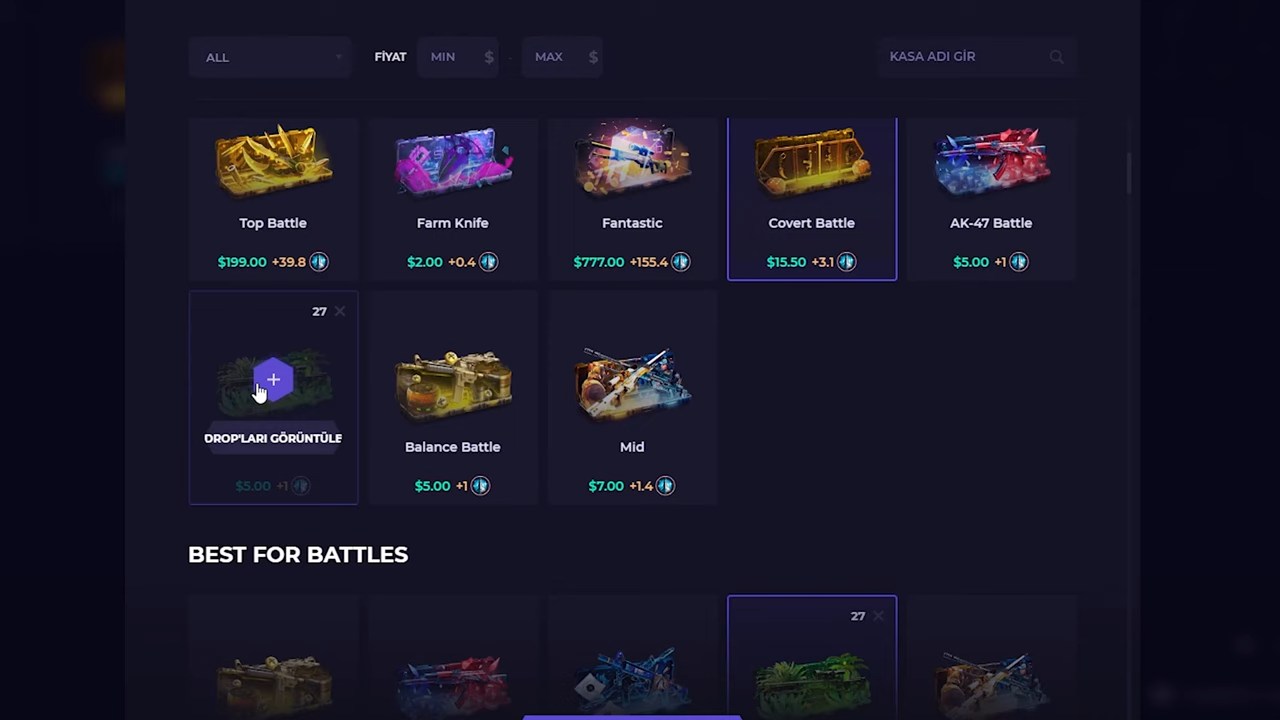 ALL
FİYAT
MIN $
-
MAX $
KASA ADI GİR
Top Battle
$199.00 +39.8
Farm Knife
$2.00 +0.4
Fantastic
$777.00 +155.4
Covert Battle
$15.50 +3.1
AK-47 Battle
$5.00 +1
27
DROP'LARI GÖRÜNTÜLE
$5.00 +1
Balance Battle
$5.00 +1
Mid
$7.00 +1.4
BEST FOR BATTLES
27